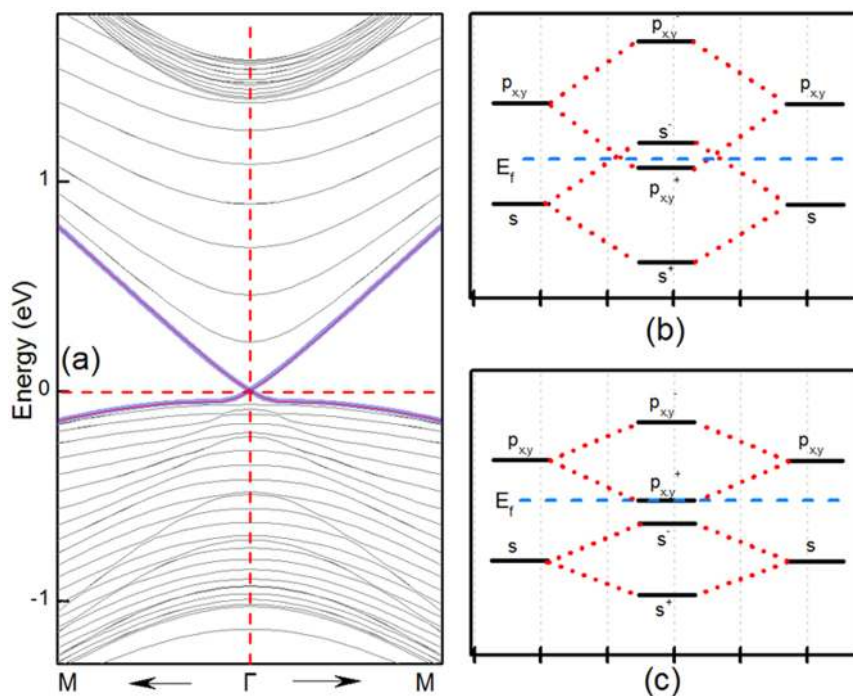 Energy (eV)
1
0
-1
(a)
M ← Γ → M
p_{x,y}^-
p_{x,y} p_{x,y}
s^-
E_f
p_{x,y}^+
s s
s^+
(b)
p_{x,y}^-
p_{x,y} p_{x,y}
p_{x,y}^+
E_f
s^-
s s
s^+
(c)